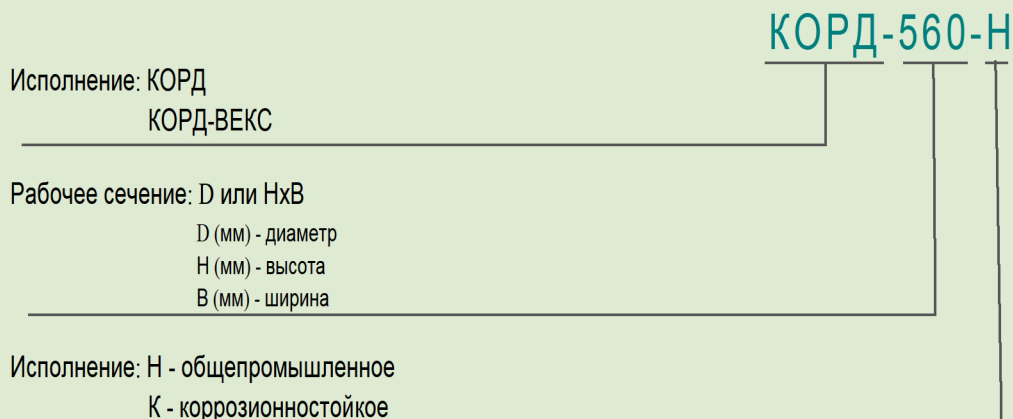 КОРД-560-Н
Исполнение: КОРД
КОРД-ВЕКС
Рабочее сечение: D или НхВ
D (мм) - диаметр
Н (мм) - высота
В (мм) - ширина
Исполнение: Н - общепромышленное
К - коррозионностойкое